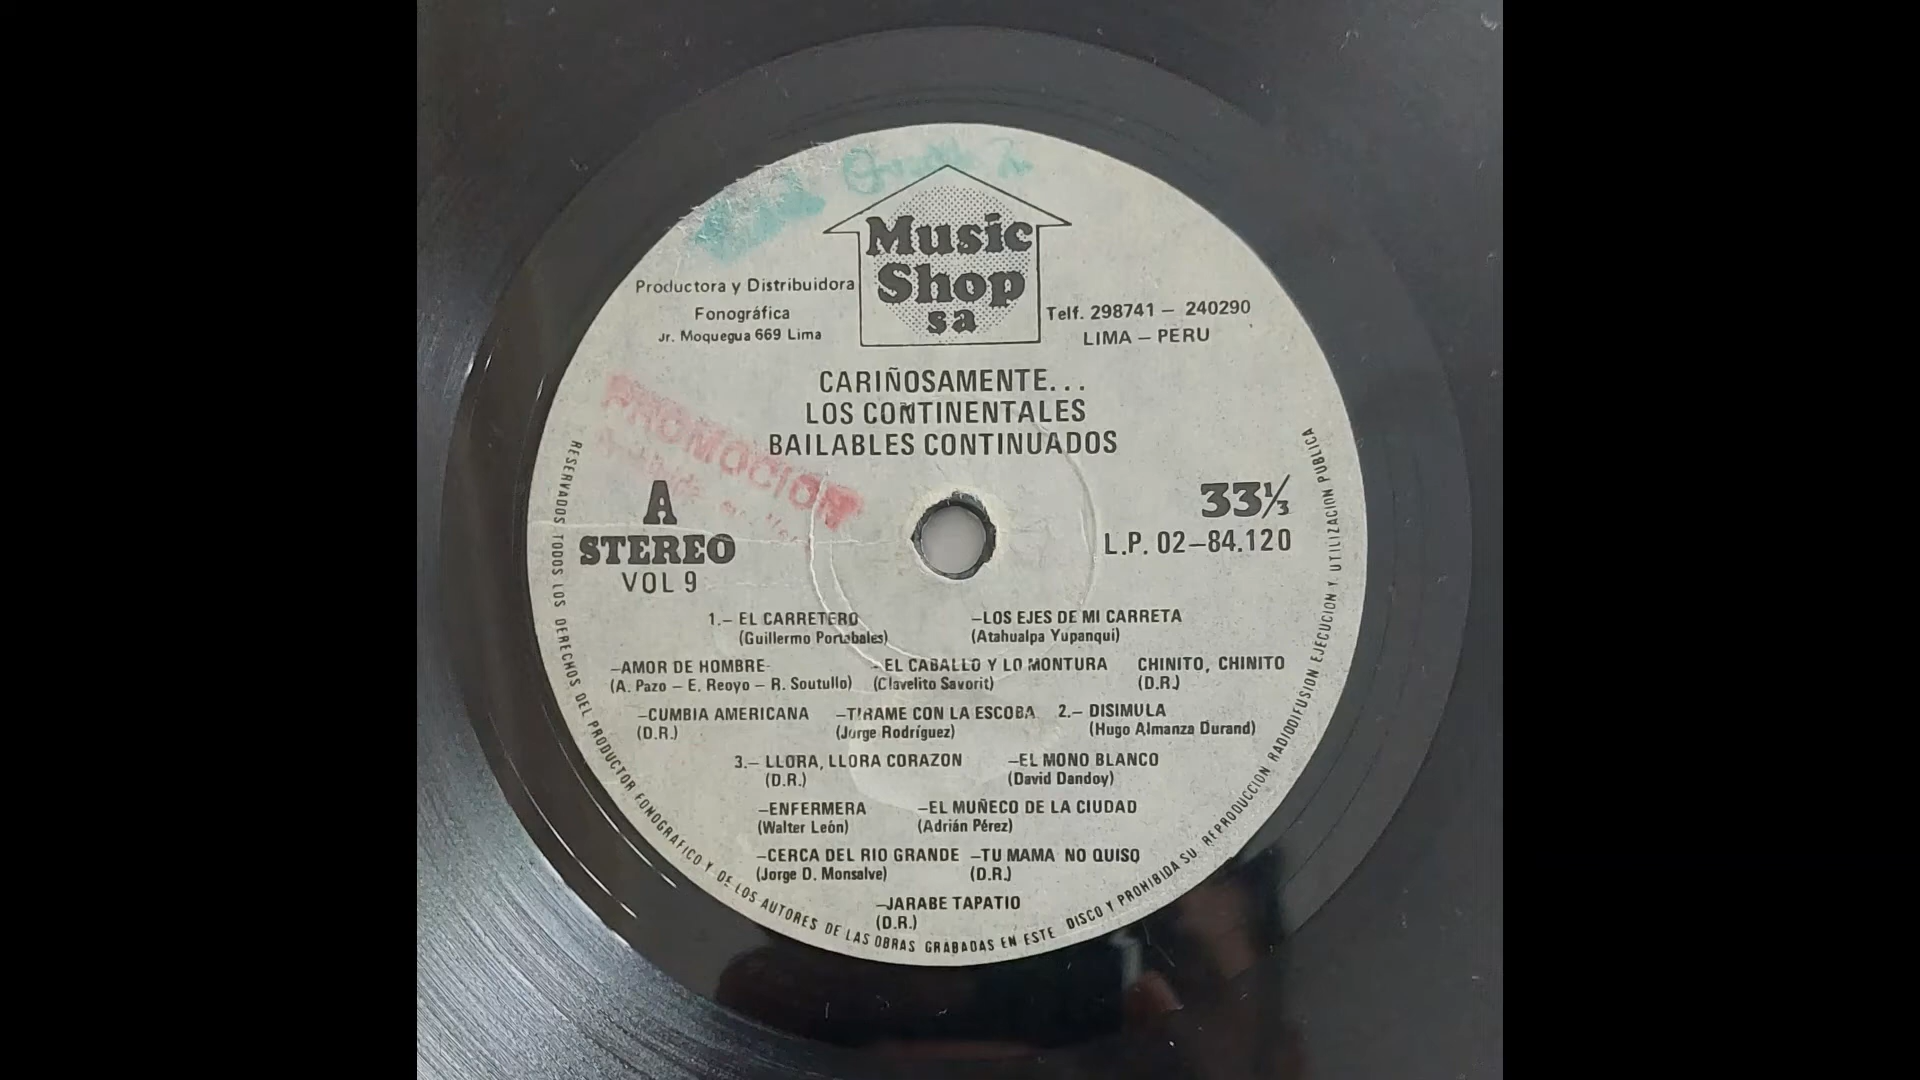 Music
Shop
sa
Productora y Distribuidora
Fonográfica
Jr. Moquegua 669 Lima
Telf. 298741 – 240290
LIMA – PERU
CARIÑOSAMENTE...
LOS CONTINENTALES
BAILABLES CONTINUADOS
PROMOCION
A
STEREO
VOL 9
33⅓
L.P. 02–84.120
1.– EL CARRETERO –LOS EJES DE MI CARRETA
(Guillermo Portabales) (Atahualpa Yupanqui)
–AMOR DE HOMBRE– –EL CABALLO Y LO MONTURA CHINITO, CHINITO
(A. Pazo – E. Reoyo – R. Soutullo) (Clavelito Savorit) (D.R.)
–CUMBIA AMERICANA –TIRAME CON LA ESCOBA 2.– DISIMULA
(D.R.) (Jorge Rodríguez) (Hugo Almanza Durand)
3.– LLORA, LLORA CORAZON –EL MONO BLANCO
(D.R.) (David Dandoy)
–ENFERMERA –EL MUÑECO DE LA CIUDAD
(Walter León) (Adrián Pérez)
–CERCA DEL RIO GRANDE –TU MAMA NO QUISO
(Jorge D. Monsalve) (D.R.)
–JARABE TAPATIO
(D.R.)
RESERVADOS TODOS LOS DERECHOS DEL PRODUCTOR FONOGRAFICO Y DE LOS AUTORES DE LAS OBRAS GRABADAS EN ESTE DISCO Y PROHIBIDA SU REPRODUCCION RADIODIFUSION EJECUCION Y UTILIZACION PUBLICA